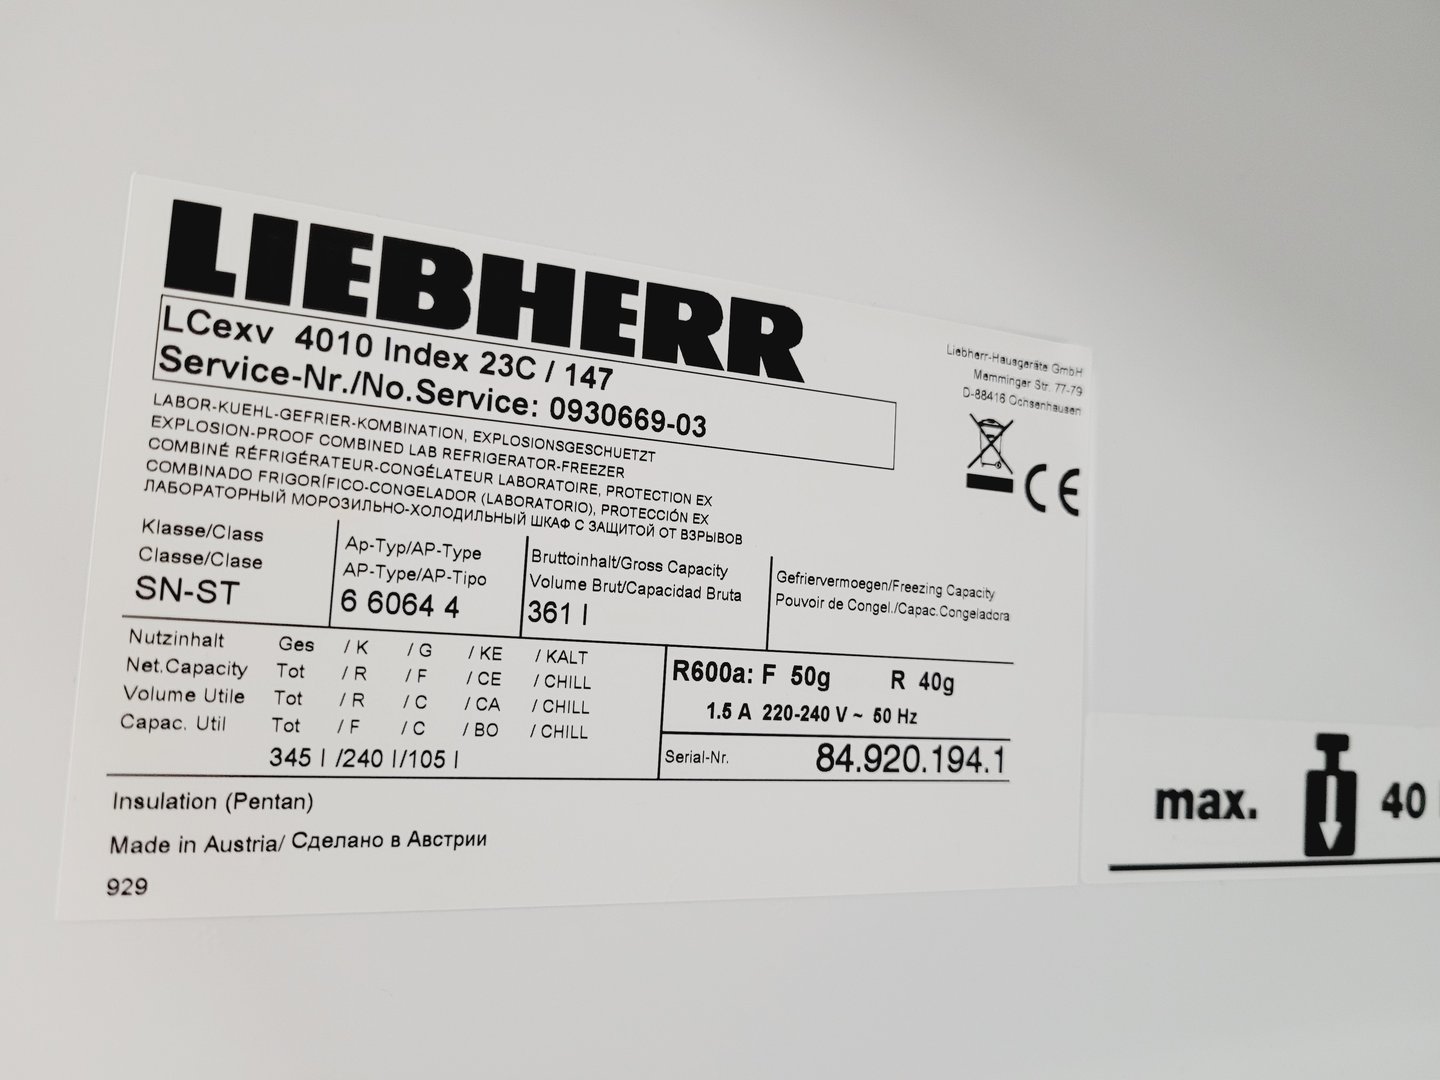 LIEBHERR
LCexv 4010 Index 23C / 147
Service-Nr./No.Service: 0930669-03
Liebherr-Hausgeräte GmbH
Memminger Str. 77-79
D-88416 Ochsenhausen
CE
LABOR-KUEHL-GEFRIER-KOMBINATION, EXPLOSIONSGESCHUETZT
EXPLOSION-PROOF COMBINED LAB REFRIGERATOR-FREEZER
COMBINÉ RÉFRIGÉRATEUR-CONGÉLATEUR LABORATOIRE, PROTECTION EX
COMBINADO FRIGORÍFICO-CONGELADOR (LABORATORIO), PROTECCIÓN EX
ЛАБОРАТОРНЫЙ МОРОЗИЛЬНО-ХОЛОДИЛЬНЫЙ ШКАФ С ЗАЩИТОЙ ОТ ВЗРЫВОВ
Klasse/Class
Classe/Clase
SN-ST
Ap-Typ/AP-Type
AP-Type/AP-Tipo
6 6064 4
Bruttoinhalt/Gross Capacity
Volume Brut/Capacidad Bruta
361 l
Gefriervermoegen/Freezing Capacity
Pouvoir de Congel./Capac.Congeladora
Nutzinhalt Ges / K / G / KE / KALT
Net.Capacity Tot / R / F / CE / CHILL
Volume Utile Tot / R / C / CA / CHILL
Capac. Util Tot / F / C / BO / CHILL
345 l /240 l/105 l
R600a: F 50g R 40g
1.5 A 220-240 V ~ 50 Hz
Serial-Nr. 84.920.194.1
Insulation (Pentan)
Made in Austria/ Сделано в Австрии
929
max. 40